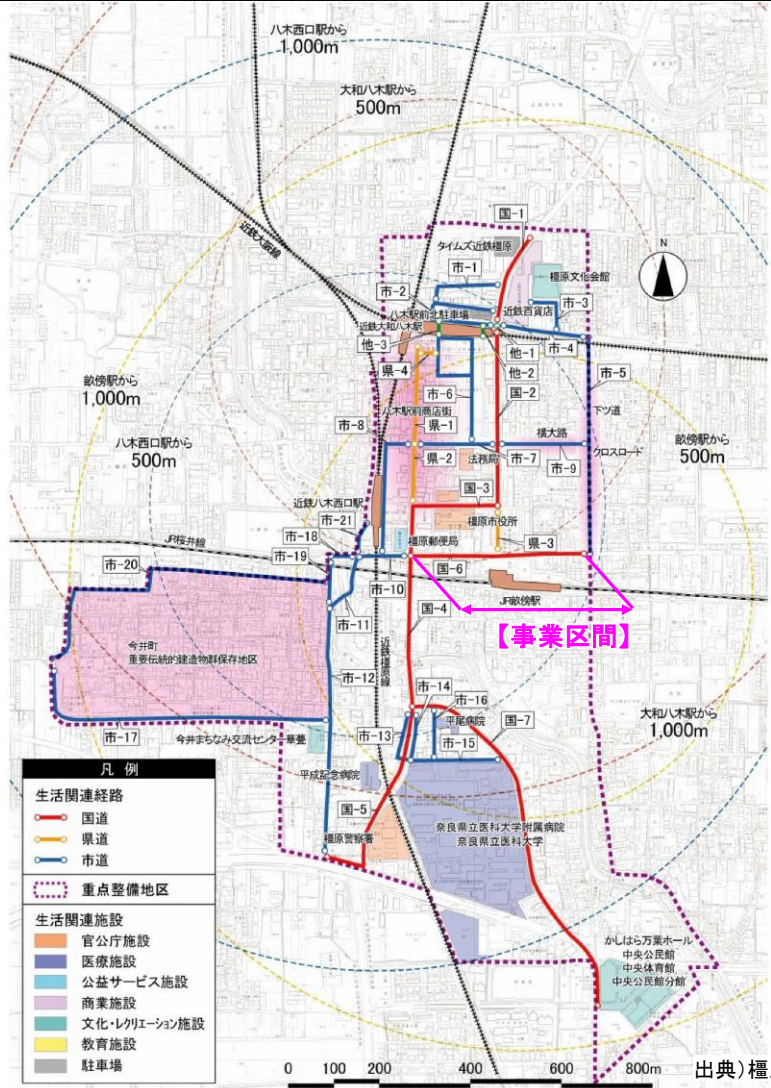 八木西口駅から
1,000m
大和八木駅から
500m
国-1
タイムズ近鉄橿原
近鉄大阪線
市-1
橿原文化会館
N
市-2
近鉄百貨店
市-3
八木駅前北駐車場
近鉄大和八木駅
他-3
他-1
市-4
県-4
他-2
市-5
畝傍駅から
1,000m
市-6
国-2
八木駅前商店街
下ツ道
市-8
県-1
横大路
畝傍駅から
500m
八木西口駅から
500m
県-2
法務局
市-7
市-9
クロスロード
国-3
近鉄八木西口駅
市-21
橿原市役所
市-18
橿原郵便局
JR桜井線
県-3
市-19
市-20
国-6
市-10
JR畝傍駅
国-4
市-11
【事業区間】
今井町
重要伝統的建造物群保存地区
近鉄橿原線
市-12
市-14
市-16
大和八木駅から
1,000m
市-17
今井まちなみ交流センター華甍
市-13
平尾病院
国-7
市-15
平成記念病院
国-5
橿原警察署
奈良県立医科大学附属病院
奈良県立医科大学
かしはら万葉ホール
中央公民館
中央体育館
中央公民館分館
凡例
生活関連経路
国道
県道
市道
重点整備地区
生活関連施設
官公庁施設
医療施設
公益サービス施設
商業施設
文化・レクリエーション施設
教育施設
駐車場
0 100 200 400 600 800m
出典)橿